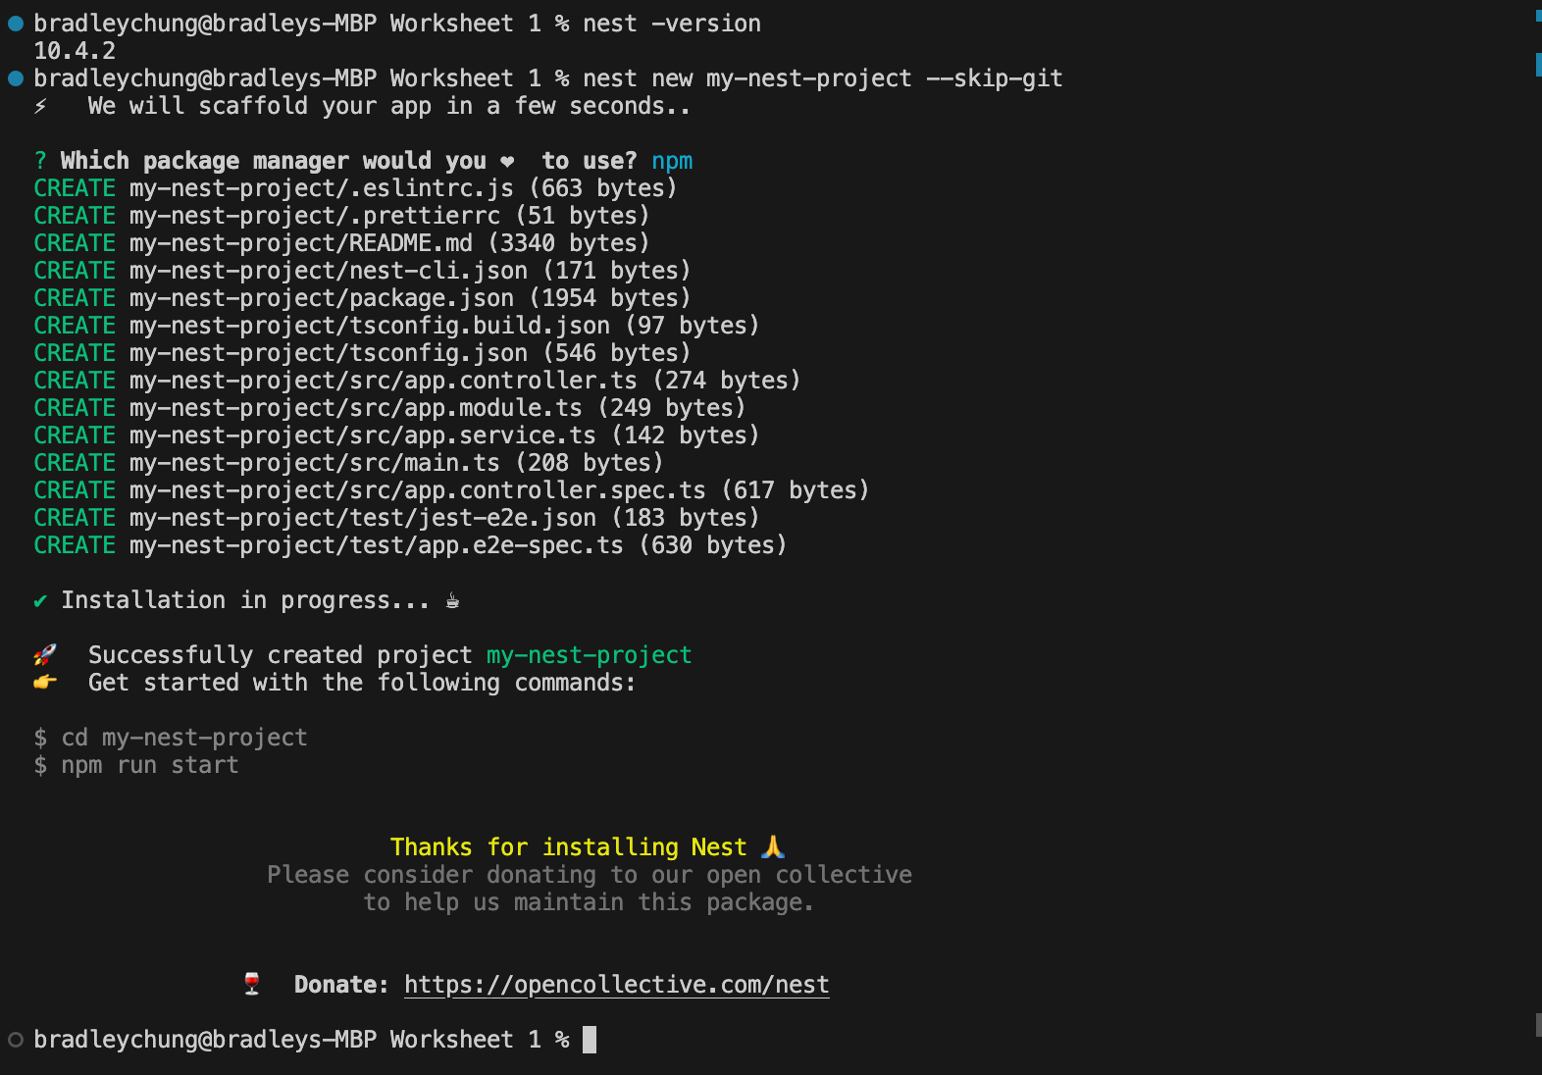 bradleychung@bradleys-MBP Worksheet 1 % nest -version
10.4.2
bradleychung@bradleys-MBP Worksheet 1 % nest new my-nest-project --skip-git
⚡  We will scaffold your app in a few seconds..
? Which package manager would you ❤  to use? npm
CREATE my-nest-project/.eslintrc.js (663 bytes)
CREATE my-nest-project/.prettierrc (51 bytes)
CREATE my-nest-project/README.md (3340 bytes)
CREATE my-nest-project/nest-cli.json (171 bytes)
CREATE my-nest-project/package.json (1954 bytes)
CREATE my-nest-project/tsconfig.build.json (97 bytes)
CREATE my-nest-project/tsconfig.json (546 bytes)
CREATE my-nest-project/src/app.controller.ts (274 bytes)
CREATE my-nest-project/src/app.module.ts (249 bytes)
CREATE my-nest-project/src/app.service.ts (142 bytes)
CREATE my-nest-project/src/main.ts (208 bytes)
CREATE my-nest-project/src/app.controller.spec.ts (617 bytes)
CREATE my-nest-project/test/jest-e2e.json (183 bytes)
CREATE my-nest-project/test/app.e2e-spec.ts (630 bytes)
✔ Installation in progress... ☕
🚀  Successfully created project my-nest-project
👉  Get started with the following commands:
$ cd my-nest-project
$ npm run start
Thanks for installing Nest 🙏
Please consider donating to our open collective
to help us maintain this package.
🍷  Donate: https://opencollective.com/nest
bradleychung@bradleys-MBP Worksheet 1 %